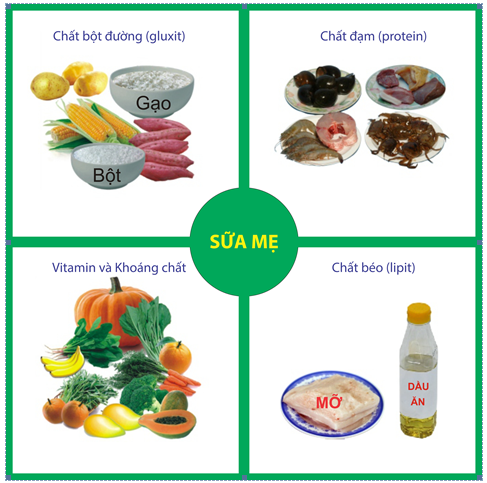 Chất bột đường (gluxit)
Gạo
Bột
Chất đạm (protein)
SỮA MẸ
Vitamin và Khoáng chất
Chất béo (lipit)
MỠ
DẦU
ĂN